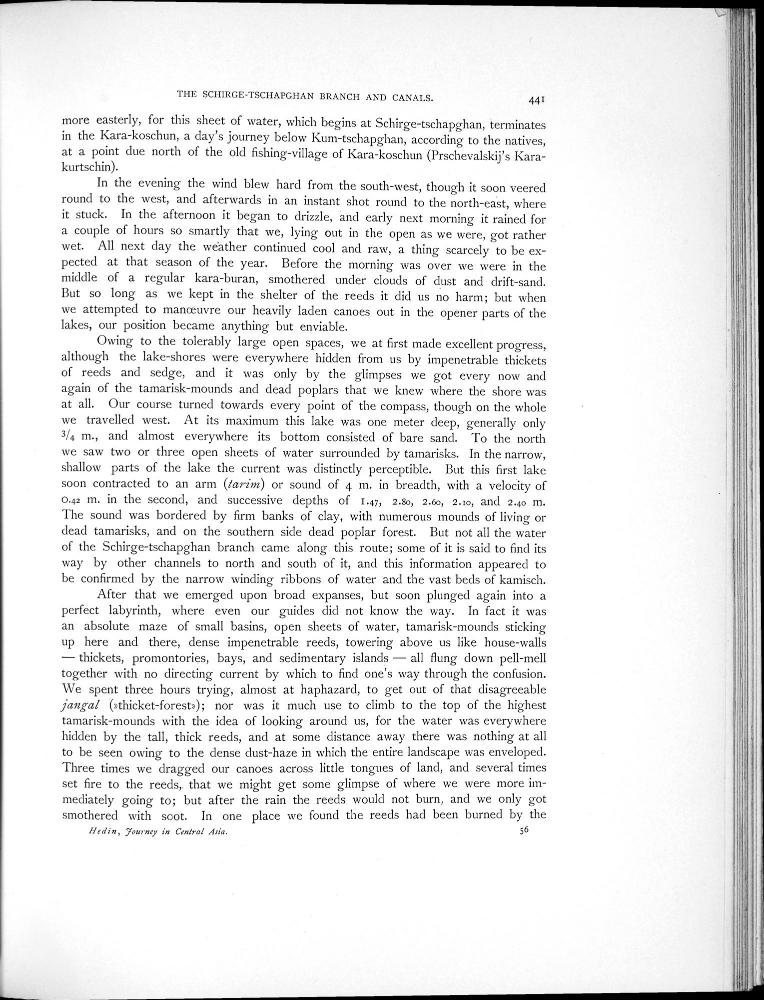 THE SCHIRGE-TSCHAPGHAN BRANCH AND CANALS. 441
more easterly, for this sheet of water, which begins at Schirge-tschapghan, terminates
in the Kara-koschun, a day's journey below Kum-tschapghan, according to the natives,
at a point due north of the old fishing-village of Kara-koschun (Prschevalskij's Kara-
kurtschin).
In the evening the wind blew hard from the south-west, though it soon veered
round to the west, and afterwards in an instant shot round to the north-east, where
it stuck. In the afternoon it began to drizzle, and early next morning it rained for
a couple of hours so smartly that we, lying out in the open as we were, got rather
wet. All next day the weather continued cool and raw, a thing scarcely to be ex-
pected at that season of the year. Before the morning was over we were in the
middle of a regular kara-buran, smothered under clouds of dust and drift-sand.
But so long as we kept in the shelter of the reeds it did us no harm; but when
we attempted to manœuvre our heavily laden canoes out in the opener parts of the
lakes, our position became anything but enviable.
Owing to the tolerably large open spaces, we at first made excellent progress,
although the lake-shores were everywhere hidden from us by impenetrable thickets
of reeds and sedge, and it was only by the glimpses we got every now and
again of the tamarisk-mounds and dead poplars that we knew where the shore was
at all. Our course turned towards every point of the compass, though on the whole
we travelled west. At its maximum this lake was one meter deep, generally only
3/4 m., and almost everywhere its bottom consisted of bare sand. To the north
we saw two or three open sheets of water surrounded by tamarisks. In the narrow,
shallow parts of the lake the current was distinctly perceptible. But this first lake
soon contracted to an arm (tarim) or sound of 4 m. in breadth, with a velocity of
0.42 m. in the second, and successive depths of 1.47, 2.80, 2.60, 2.10, and 2.40 m.
The sound was bordered by firm banks of clay, with numerous mounds of living or
dead tamarisks, and on the southern side dead poplar forest. But not all the water
of the Schirge-tschapghan branch came along this route; some of it is said to find its
way by other channels to north and south of it, and this information appeared to
be confirmed by the narrow winding ribbons of water and the vast beds of kamisch.
After that we emerged upon broad expanses, but soon plunged again into a
perfect labyrinth, where even our guides did not know the way. In fact it was
an absolute maze of small basins, open sheets of water, tamarisk-mounds sticking
up here and there, dense impenetrable reeds, towering above us like house-walls
— thickets, promontories, bays, and sedimentary islands — all flung down pell-mell
together with no directing current by which to find one's way through the confusion.
We spent three hours trying, almost at haphazard, to get out of that disagreeable
jangal (»thicket-forest»); nor was it much use to climb to the top of the highest
tamarisk-mounds with the idea of looking around us, for the water was everywhere
hidden by the tall, thick reeds, and at some distance away there was nothing at all
to be seen owing to the dense dust-haze in which the entire landscape was enveloped.
Three times we dragged our canoes across little tongues of land, and several times
set fire to the reeds, that we might get some glimpse of where we were more im-
mediately going to; but after the rain the reeds would not burn, and we only got
smothered with soot. In one place we found the reeds had been burned by the
Hedin, Journey in Central Asia. 56